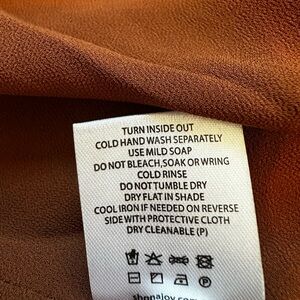 TURN INSIDE OUT
COLD HAND WASH SEPARATELY
USE MILD SOAP
DO NOT BLEACH,SOAK OR WRING
COLD RINSE
DO NOT TUMBLE DRY
DRY FLAT IN SHADE
COOL IRON IF NEEDED ON REVERSE
SIDE WITH PROTECTIVE CLOTH
DRY CLEANABLE (P)